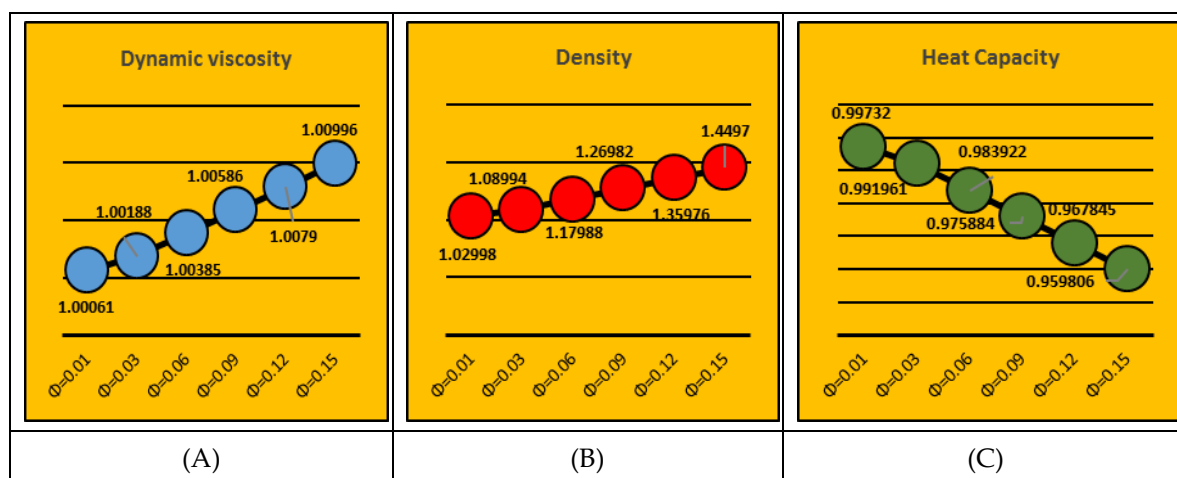 Dynamic viscosity
1.00996
1.00586
1.00188
1.0079
1.00385
1.00061
Φ=0.01
Φ=0.03
Φ=0.06
Φ=0.09
Φ=0.12
Φ=0.15
(A)
Density
1.4497
1.26982
1.08994
1.35976
1.17988
1.02998
Φ=0.01
Φ=0.03
Φ=0.06
Φ=0.09
Φ=0.12
Φ=0.15
(B)
Heat Capacity
0.99732
0.983922
0.991961
0.967845
0.975884
0.959806
Φ=0.01
Φ=0.03
Φ=0.06
Φ=0.09
Φ=0.12
Φ=0.15
(C)